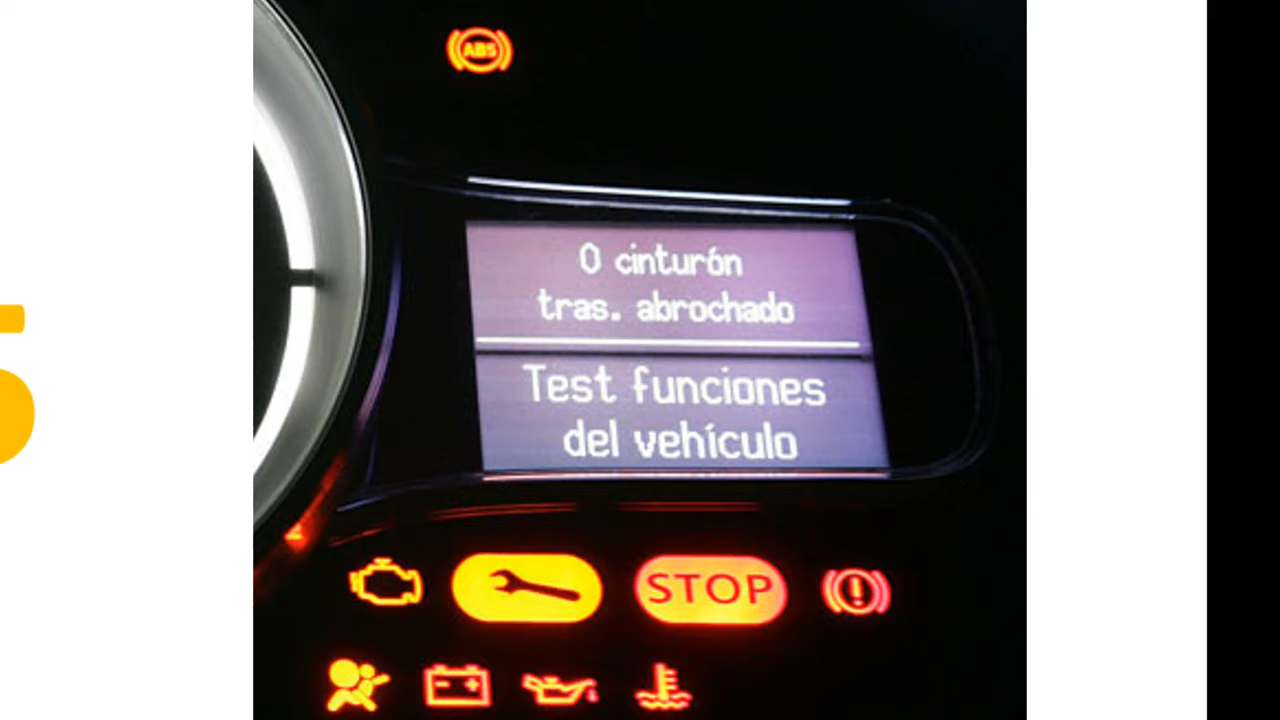 ABS
0 cinturón
tras. abrochado
Test funciones
del vehículo
STOP